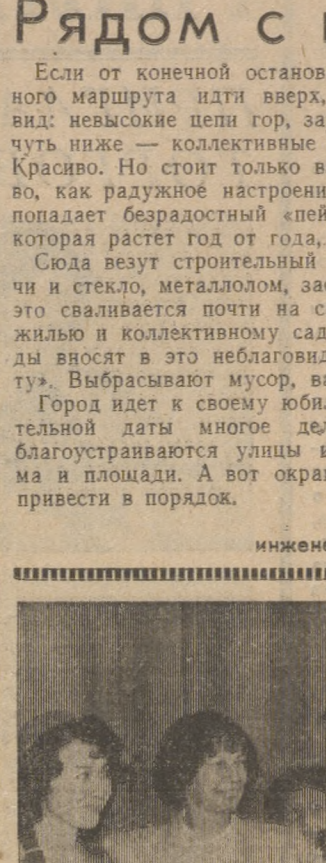 Рядом с
Если от конечной останов
ного маршрута идти вверх,
вид: невысокие цепи гор, за
чуть ниже — коллективные
Красиво. Но стоит только в
во, как радужное настроени
попадает безрадостный «пей
которая растет год от года,
Сюда везут строительный
чи и стекло, металлолом, за
это сваливается почти на с
жилью и коллективному сад
ды вносят в это неблаговид
ту». Выбрасывают мусор, ва
Город идет к своему юби
тельной даты многое дел
благоустраиваются улицы и
ма и площади. А вот окраи
привести в порядок.
инжене